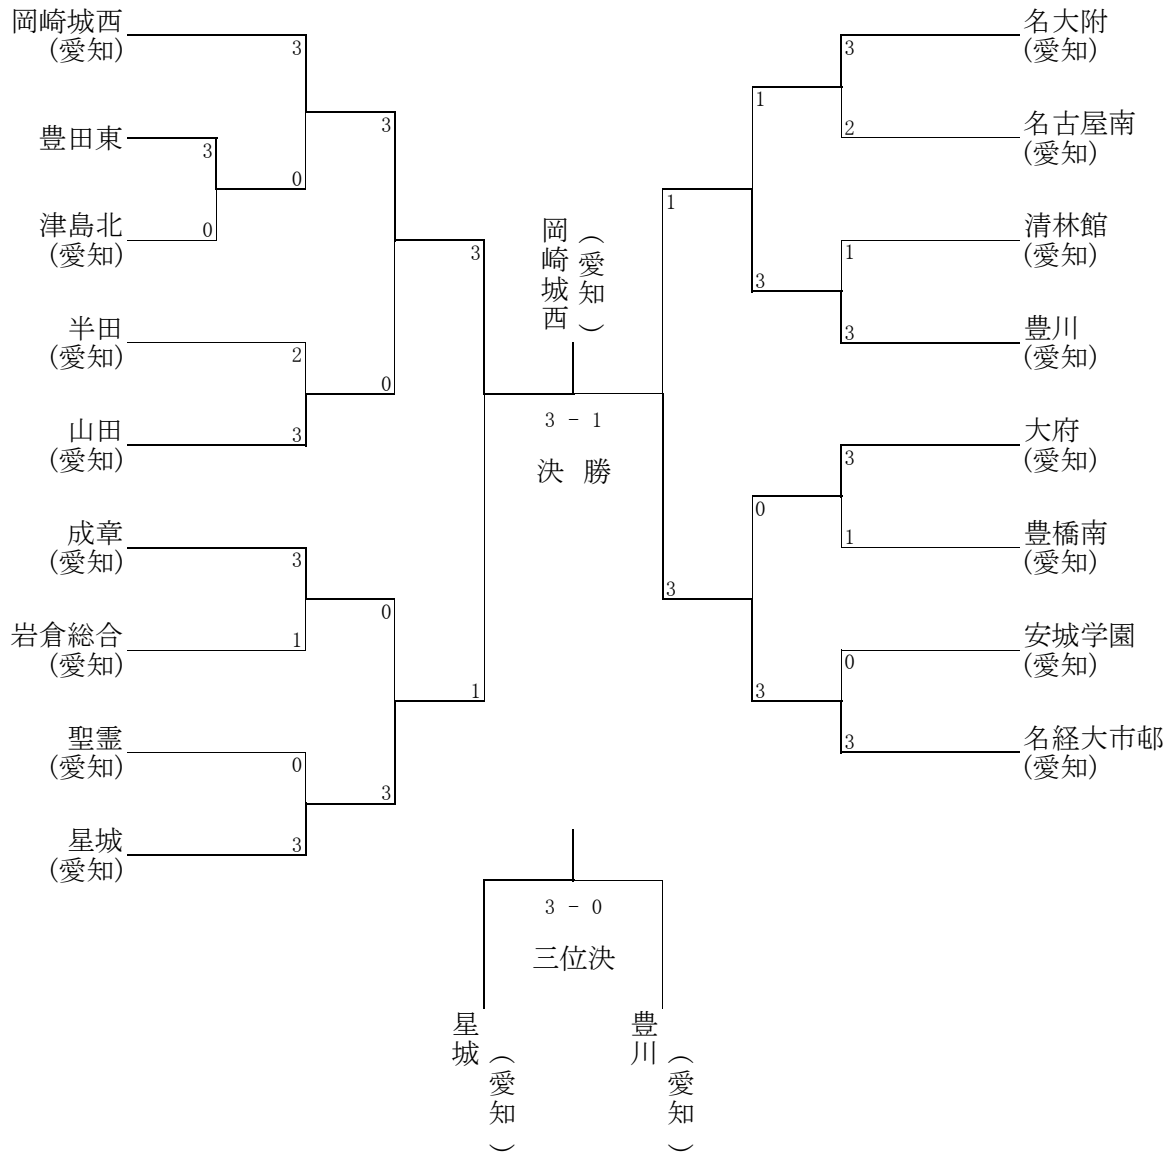 岡崎城西
(愛知)
3
豊田東
3
0
津島北
(愛知)
0
3
半田
(愛知)
2
0
山田
(愛知)
3
3
成章
(愛知)
3
0
岩倉総合
(愛知)
1
1
聖霊
(愛知)
0
3
星城
(愛知)
3
岡崎城西
(愛知)
3 - 1
決 勝
名大附
(愛知)
3
1
名古屋南
(愛知)
2
1
清林館
(愛知)
1
3
豊川
(愛知)
3
大府
(愛知)
3
0
豊橋南
(愛知)
1
3
安城学園
(愛知)
0
3
名経大市邨
(愛知)
3
3 - 0
三位決
星城
(愛知)
豊川
(愛知)